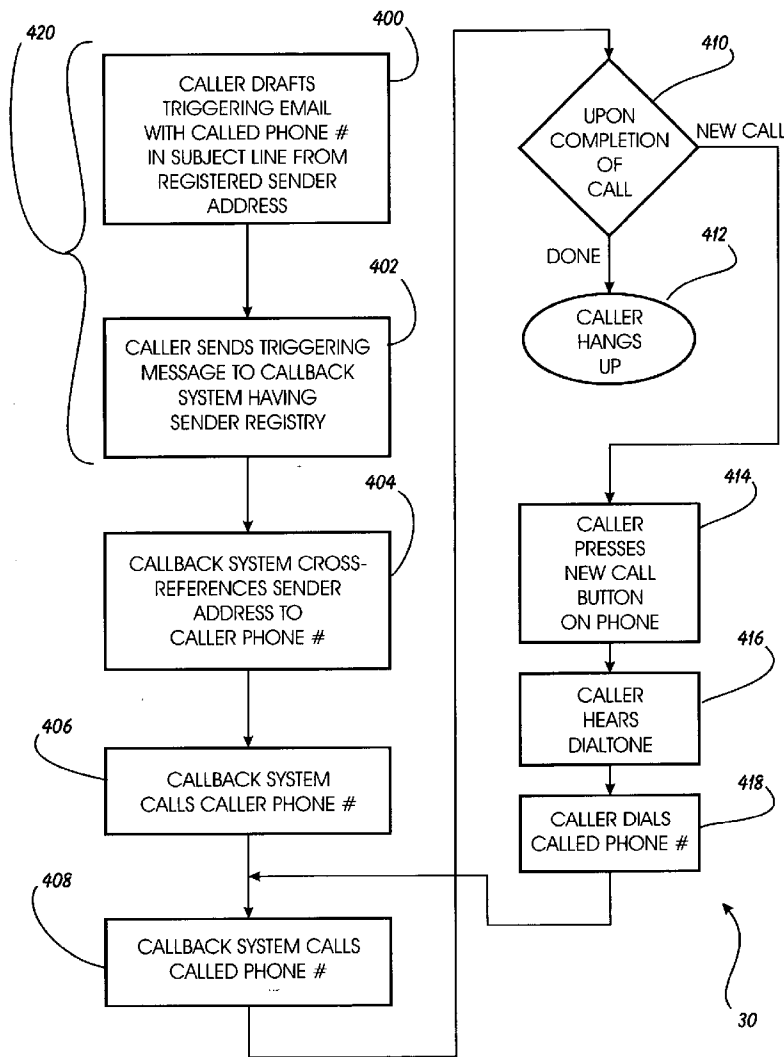 420
400
CALLER DRAFTS
TRIGGERING EMAIL
WITH CALLED PHONE #
IN SUBJECT LINE FROM
REGISTERED SENDER
ADDRESS
402
CALLER SENDS TRIGGERING
MESSAGE TO CALLBACK
SYSTEM HAVING
SENDER REGISTRY
404
CALLBACK SYSTEM CROSS-
REFERENCES SENDER
ADDRESS TO
CALLER PHONE #
406
CALLBACK SYSTEM
CALLS CALLER PHONE #
408
CALLBACK SYSTEM CALLS
CALLED PHONE #
410
UPON
COMPLETION
OF
CALL
NEW CALL
DONE
412
CALLER
HANGS
UP
414
CALLER
PRESSES
NEW CALL
BUTTON
ON PHONE
416
CALLER
HEARS
DIALTONE
418
CALLER DIALS
CALLED PHONE #
30